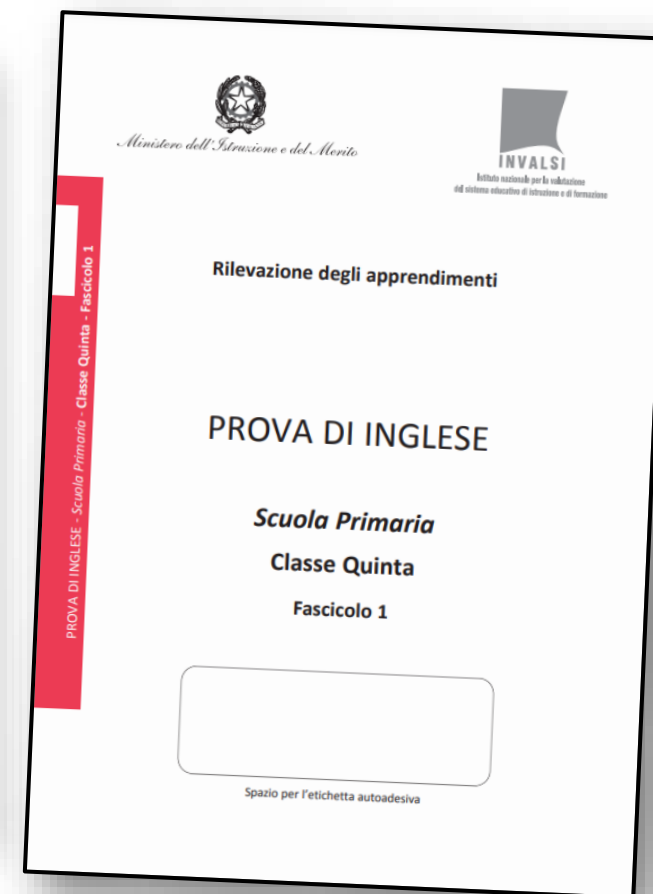 Ministero dell'Istruzione e del Merito
INVALSI
Istituto nazionale per la valutazione
del sistema educativo di istruzione e di formazione
PROVA DI INGLESE - Scuola Primaria - Classe Quinta - Fascicolo 1
Rilevazione degli apprendimenti
PROVA DI INGLESE
Scuola Primaria
Classe Quinta
Fascicolo 1
Spazio per l'etichetta autoadesiva